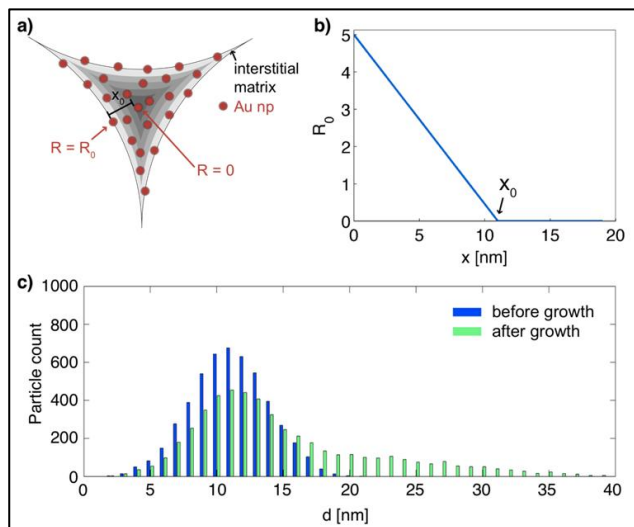 a)
interstitial
matrix
Au np
x₀
R = R₀
R = 0
b)
5
4
3
2
1
0
R₀
x₀
0 5 10 15 20
x [nm]
c)
1000
800
600
400
200
0
Particle count
before growth
after growth
0 5 10 15 20 25 30 35 40
d [nm]